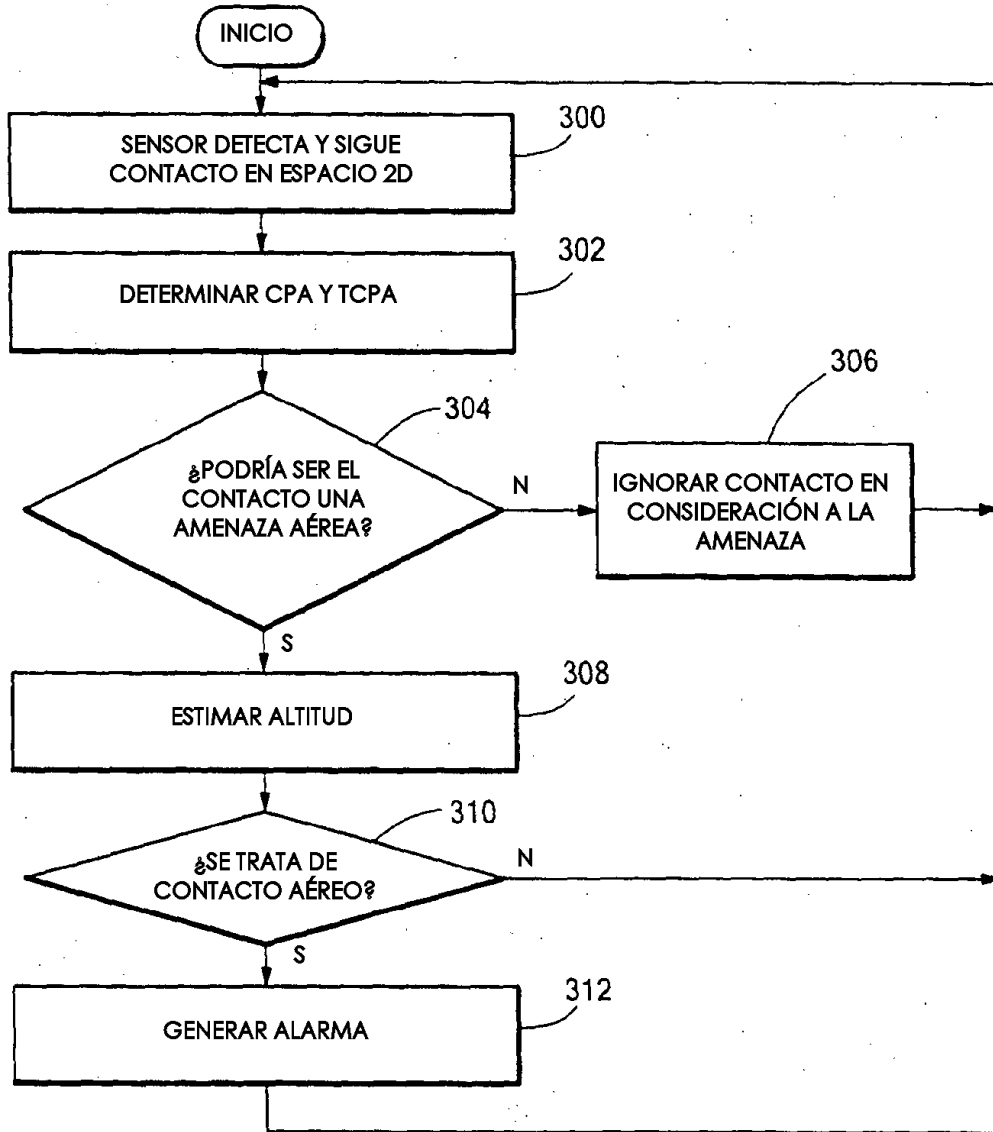 INICIO
300
SENSOR DETECTA Y SIGUE
CONTACTO EN ESPACIO 2D
302
DETERMINAR CPA Y TCPA
304
306
¿PODRÍA SER EL
CONTACTO UNA
AMENAZA AÉREA?
N
IGNORAR CONTACTO EN
CONSIDERACIÓN A LA
AMENAZA
S
308
ESTIMAR ALTITUD
310
¿SE TRATA DE
CONTACTO AÉREO?
N
S
312
GENERAR ALARMA